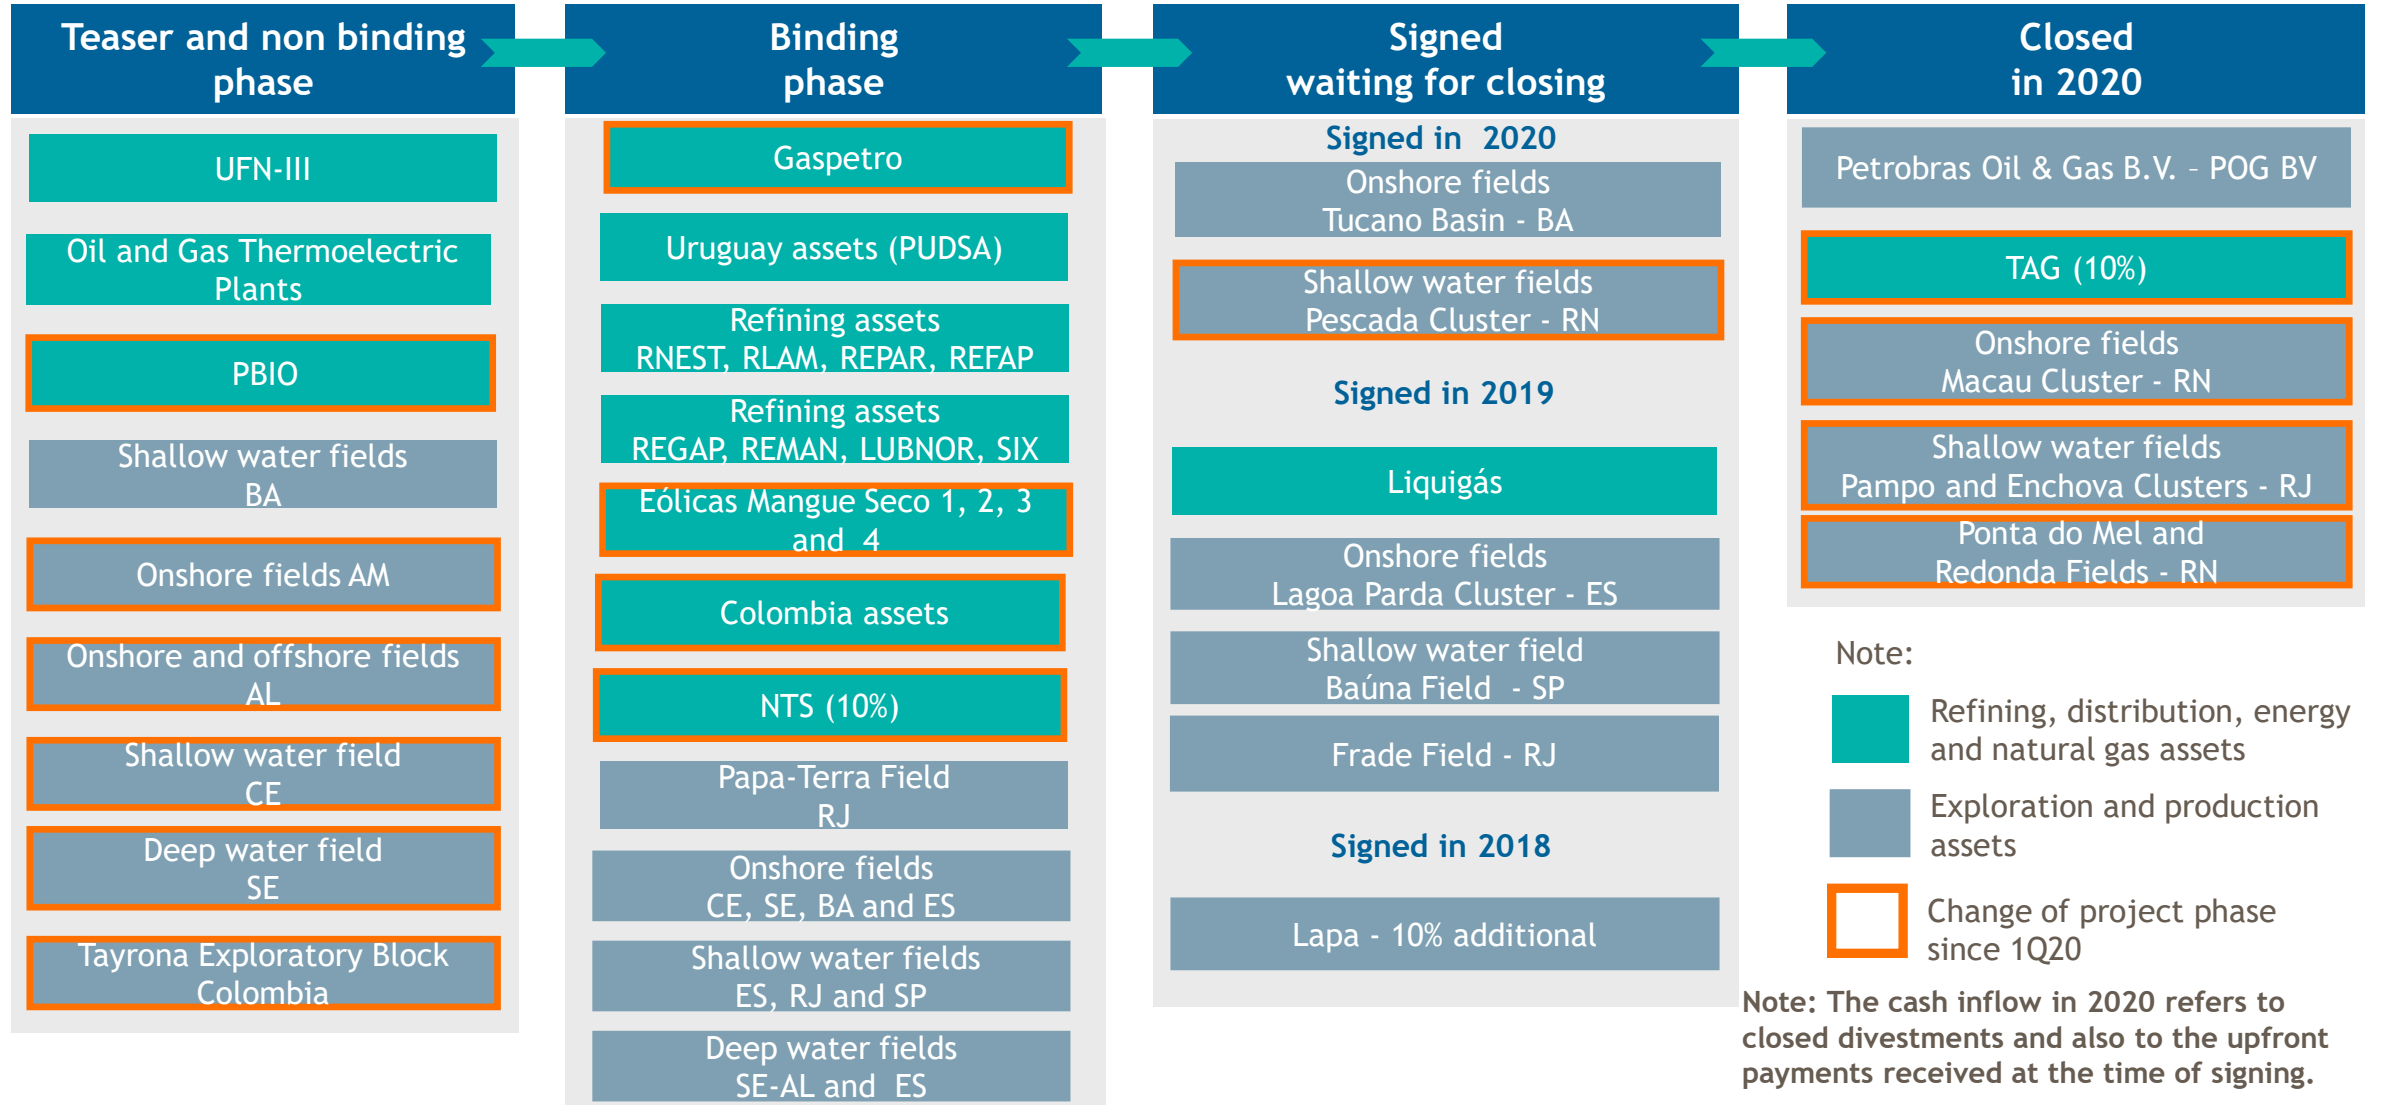 Teaser and non binding
phase
UFN-III
Oil and Gas Thermoelectric
Plants
PBIO
Shallow water fields
BA
Onshore fields AM
Onshore and offshore fields
AL
Shallow water field
CE
Deep water field
SE
Tayrona Exploratory Block
Colombia
Binding
phase
Gaspetro
Uruguay assets (PUDSA)
Refining assets
RNEST, RLAM, REPAR, REFAP
Refining assets
REGAP, REMAN, LUBNOR, SIX
Eólicas Mangue Seco 1, 2, 3
and 4
Colombia assets
NTS (10%)
Papa-Terra Field
RJ
Onshore fields
CE, SE, BA and ES
Shallow water fields
ES, RJ and SP
Deep water fields
SE-AL and ES
Signed
waiting for closing
Signed in 2020
Onshore fields
Tucano Basin - BA
Shallow water fields
Pescada Cluster - RN
Signed in 2019
Liquigás
Onshore fields
Lagoa Parda Cluster - ES
Shallow water field
Baúna Field - SP
Frade Field - RJ
Signed in 2018
Lapa - 10% additional
Closed
in 2020
Petrobras Oil & Gas B.V. – POG BV
TAG (10%)
Onshore fields
Macau Cluster - RN
Shallow water fields
Pampo and Enchova Clusters - RJ
Ponta do Mel and
Redonda Fields - RN
Note:
Refining, distribution, energy
and natural gas assets
Exploration and production
assets
Change of project phase
since 1Q20
Note: The cash inflow in 2020 refers to
closed divestments and also to the upfront
payments received at the time of signing.